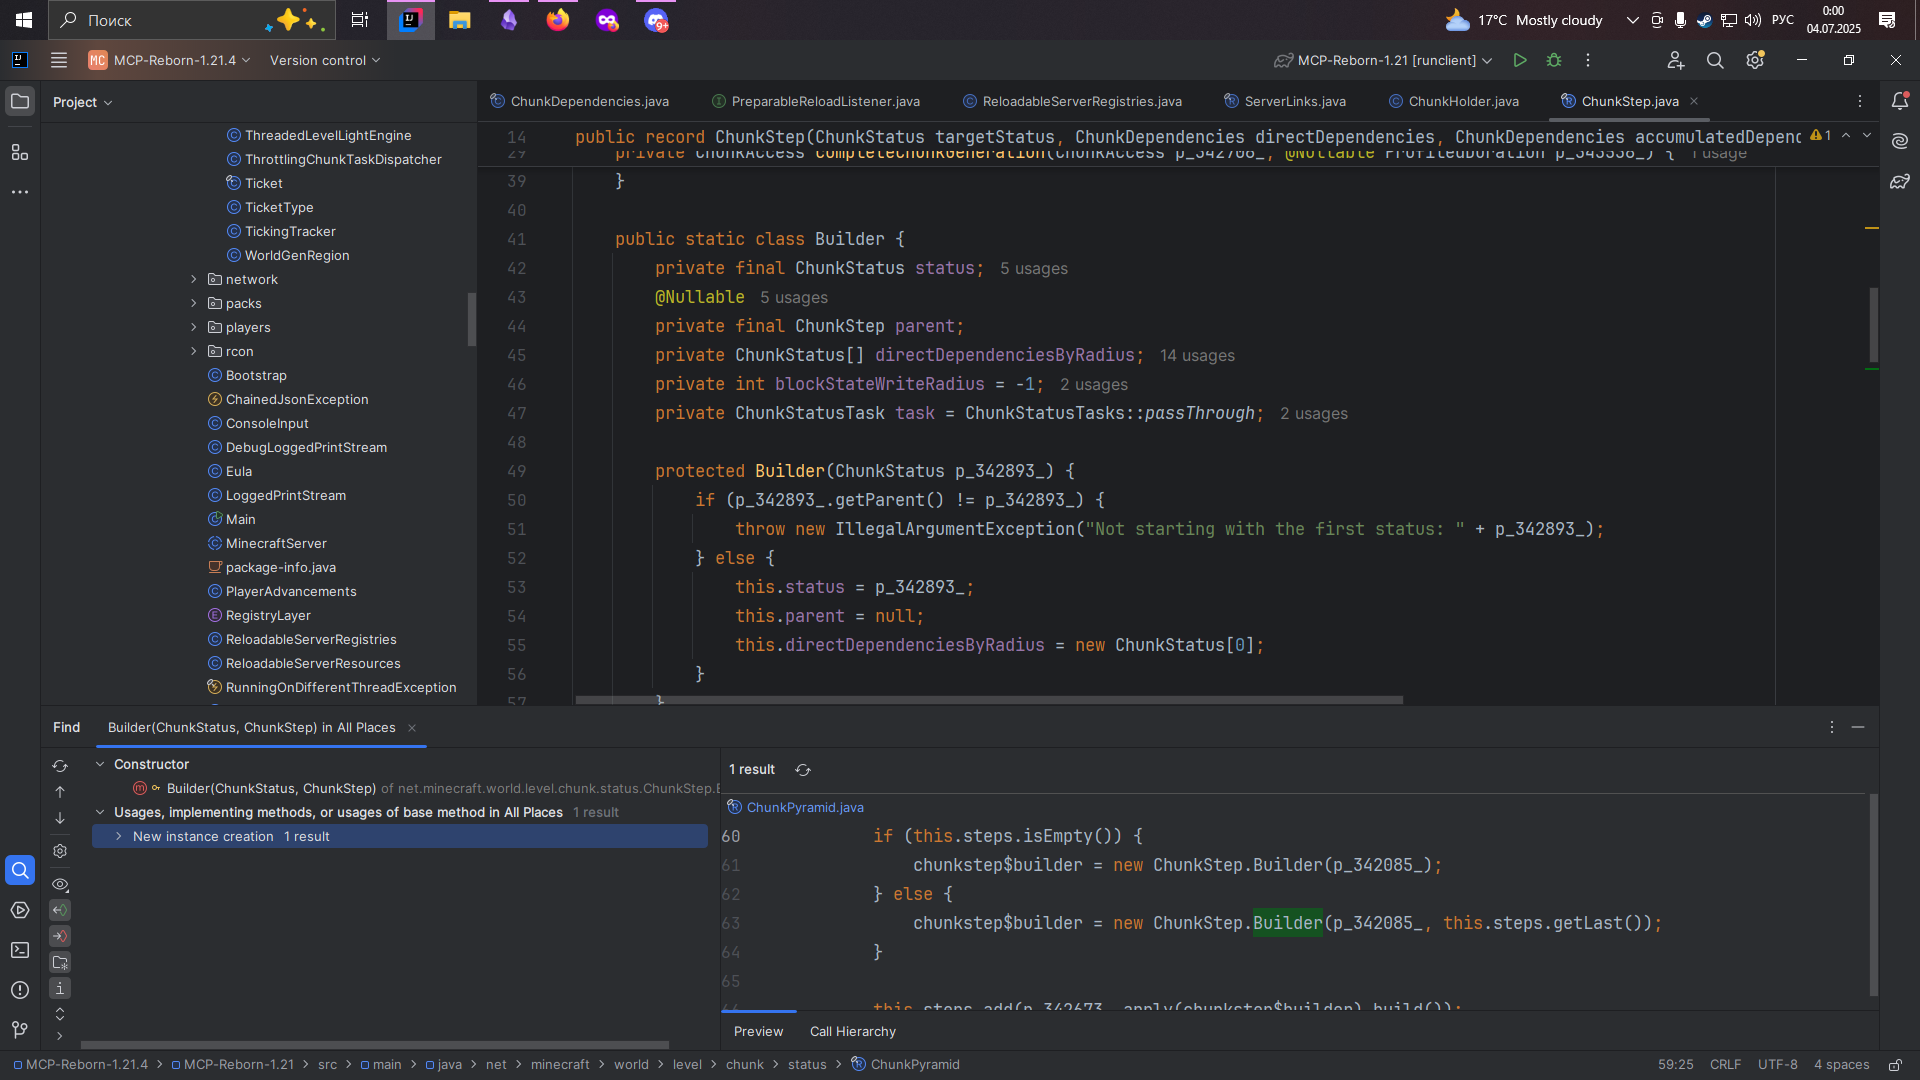 Поиск
9+
17°C Mostly cloudy
РУС
0:00
04.07.2025
MC MCP-Reborn-1.21.4
Version control
MCP-Reborn-1.21 [runclient]
Project
ChunkDependencies.java
PreparableReloadListener.java
ReloadableServerRegistries.java
ServerLinks.java
ChunkHolder.java
ChunkStep.java
ThreadedLevelLightEngine
ThrottlingChunkTaskDispatcher
Ticket
TicketType
TickingTracker
WorldGenRegion
network
packs
players
rcon
Bootstrap
ChainedJsonException
ConsoleInput
DebugLoggedPrintStream
Eula
LoggedPrintStream
Main
MinecraftServer
package-info.java
PlayerAdvancements
RegistryLayer
ReloadableServerRegistries
ReloadableServerResources
RunningOnDifferentThreadException
14 public record ChunkStep(ChunkStatus targetStatus, ChunkDependencies directDependencies, ChunkDependencies accumulatedDepend
1
29 private ChunkAccess completeChunkGeneration(ChunkAccess p_342706_, @Nullable ProfiledDuration p_343538_) { 1 usage
39 }
40
41 public static class Builder {
42 private final ChunkStatus status; 5 usages
43 @Nullable 5 usages
44 private final ChunkStep parent;
45 private ChunkStatus[] directDependenciesByRadius; 14 usages
46 private int blockStateWriteRadius = -1; 2 usages
47 private ChunkStatusTask task = ChunkStatusTasks::passThrough; 2 usages
48
49 protected Builder(ChunkStatus p_342893_) {
50 if (p_342893_.getParent() != p_342893_) {
51 throw new IllegalArgumentException("Not starting with the first status: " + p_342893_);
52 } else {
53 this.status = p_342893_;
54 this.parent = null;
55 this.directDependenciesByRadius = new ChunkStatus[0];
56 }
57 }
Find
Builder(ChunkStatus, ChunkStep) in All Places
Constructor
Builder(ChunkStatus, ChunkStep) of net.minecraft.world.level.chunk.status.ChunkStep.E
Usages, implementing methods, or usages of base method in All Places 1 result
New instance creation 1 result
1 result
ChunkPyramid.java
60 if (this.steps.isEmpty()) {
61 chunkstep$builder = new ChunkStep.Builder(p_342085_);
62 } else {
63 chunkstep$builder = new ChunkStep.Builder(p_342085_, this.steps.getLast());
64 }
65
66 this.steps.add(p_342673_.apply(chunkstep$builder).build());
Preview
Call Hierarchy
MCP-Reborn-1.21.4 > MCP-Reborn-1.21 > src > main > java > net > minecraft > world > level > chunk > status > ChunkPyramid
59:25
CRLF
UTF-8
4 spaces